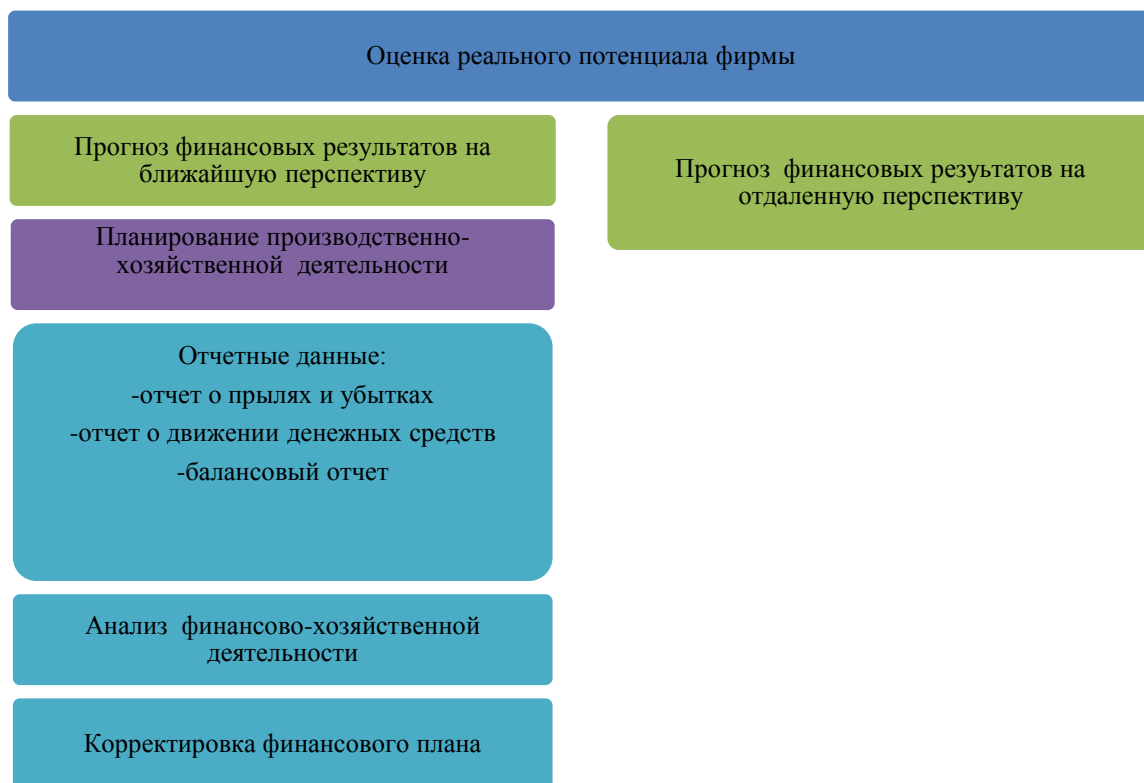 Оценка реального потенциала фирмы
Прогноз финансовых результатов на
ближайшую перспективу
Прогноз финансовых резуьтатов на
отдаленную перспективу
Планирование производственно-
хозяйственной деятельности
Отчетные данные:
-отчет о прылях и убытках
-отчет о движении денежных средств
-балансовый отчет
Анализ финансово-хозяйственной
деятельности
Корректировка финансового плана